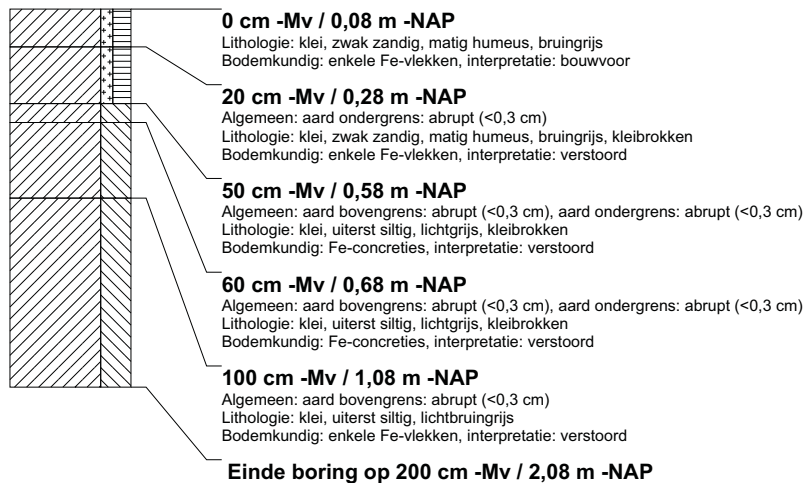 0 cm -Mv / 0,08 m -NAP
Lithologie: klei, zwak zandig, matig humeus, bruingrijs
Bodemkundig: enkele Fe-vlekken, interpretatie: bouwvoor
20 cm -Mv / 0,28 m -NAP
Algemeen: aard ondergrens: abrupt (<0,3 cm)
Lithologie: klei, zwak zandig, matig humeus, bruingrijs, kleibrokken
Bodemkundig: enkele Fe-vlekken, interpretatie: verstoord
50 cm -Mv / 0,58 m -NAP
Algemeen: aard bovengrens: abrupt (<0,3 cm), aard ondergrens: abrupt (<0,3 cm)
Lithologie: klei, uiterst siltig, lichtgrijs, kleibrokken
Bodemkundig: Fe-concreties, interpretatie: verstoord
60 cm -Mv / 0,68 m -NAP
Algemeen: aard bovengrens: abrupt (<0,3 cm), aard ondergrens: abrupt (<0,3 cm)
Lithologie: klei, uiterst siltig, lichtgrijs, kleibrokken
Bodemkundig: Fe-concreties, interpretatie: verstoord
100 cm -Mv / 1,08 m -NAP
Algemeen: aard bovengrens: abrupt (<0,3 cm)
Lithologie: klei, uiterst siltig, lichtbruingrijs
Bodemkundig: enkele Fe-vlekken, interpretatie: verstoord
Einde boring op 200 cm -Mv / 2,08 m -NAP